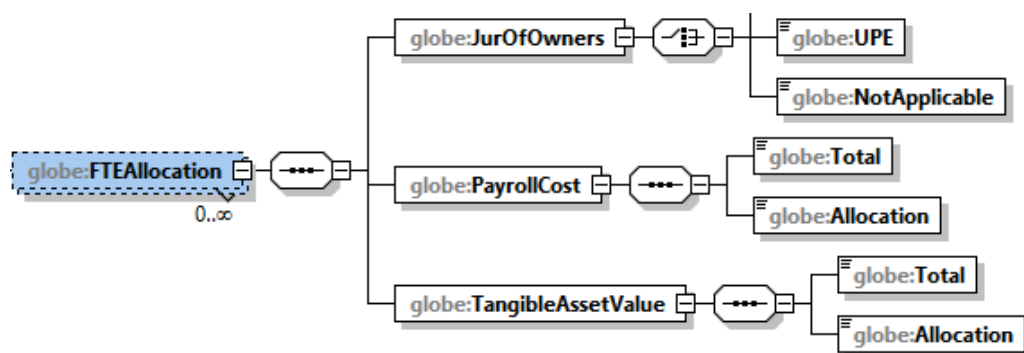 globe:JurOfOwners
globe:UPE
globe:NotApplicable
globe:FTEAllocation
0..∞
globe:PayrollCost
globe:Total
globe:Allocation
globe:TangibleAssetValue
globe:Total
globe:Allocation